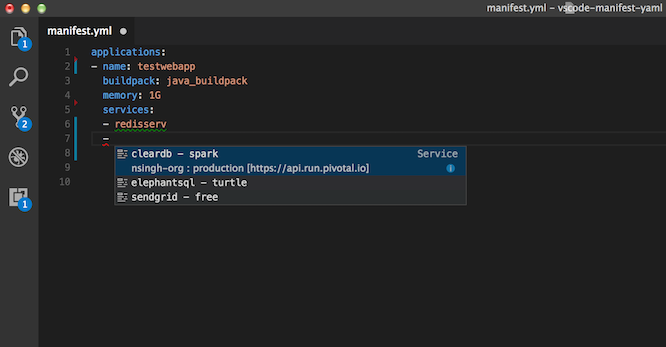 manifest.yml - vscode-manifest-yaml
manifest.yml
1
2
2
1
1 applications:
2 - name: testwebapp
3 buildpack: java_buildpack
4 memory: 1G
5 services:
6 - redisserv
7 -
8 cleardb - spark Service
nsingh-org : production [https://api.run.pivotal.io]
9 elephantsql - turtle
10 sendgrid - free